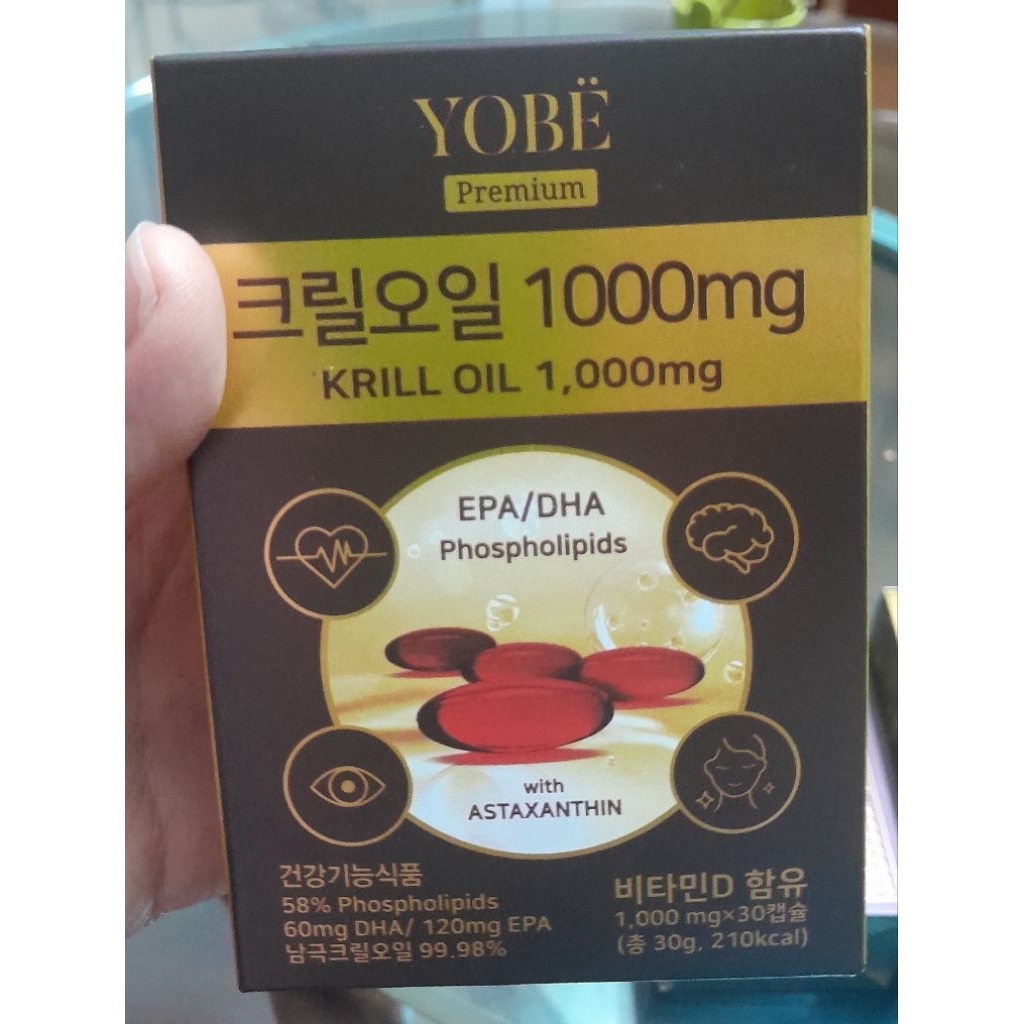 YOBË
Premium
크릴오일 1000mg
KRILL OIL 1,000mg
EPA/DHA
Phospholipids
with
ASTAXANTHIN
건강기능식품
58% Phospholipids
60mg DHA/ 120mg EPA
남극크릴오일 99.98%
비타민D 함유
1,000 mg×30캡슐
(총 30g, 210kcal)